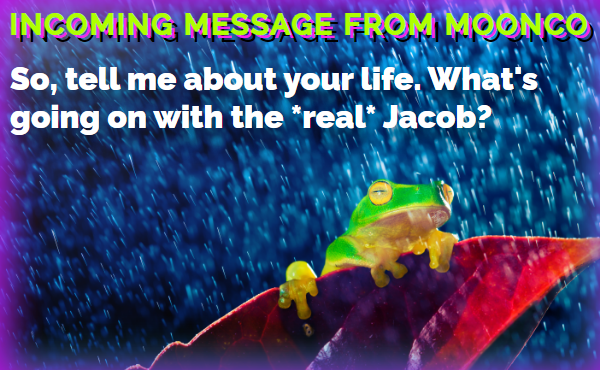 INCOMING MESSAGE FROM MOONCO
So, tell me about your life. What's
going on with the *real* Jacob?